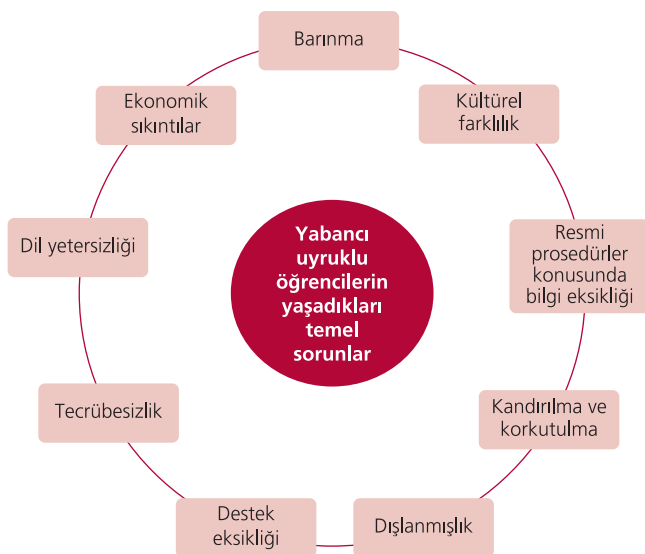 Barınma
Kültürel
farklılık
Resmi
prosedürler
konusunda
bilgi eksikliği
Kandırılma ve
korkutulma
Dışlanmışlık
Destek
eksikliği
Tecrübesizlik
Dil yetersizliği
Ekonomik
sıkıntılar
Yabancı
uyruklu
öğrencilerin
yaşadıkları
temel
sorunlar